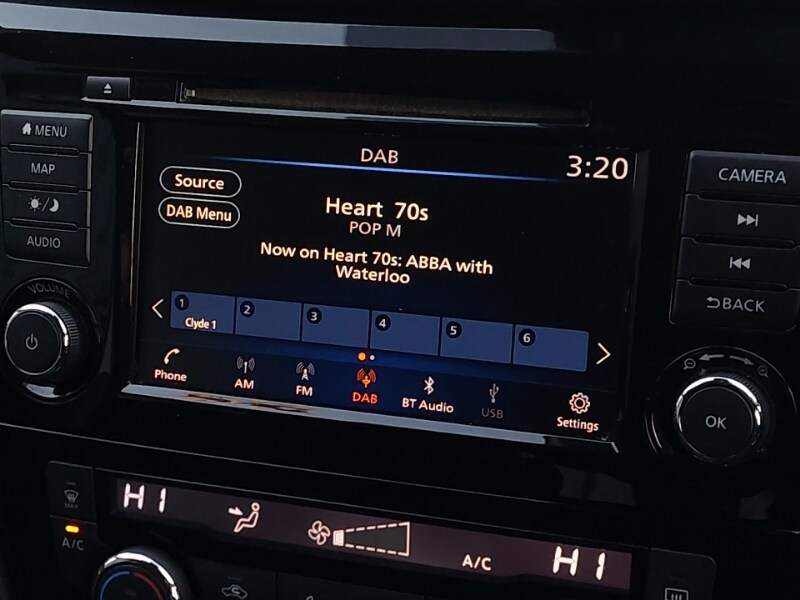 MENU
MAP
AUDIO
VOLUME
DAB
3:20
Source
DAB Menu
Heart 70s
POP M
Now on Heart 70s: ABBA with
Waterloo
1 2 3 4 5 6
Clyde 1
Phone AM FM DAB BT Audio USB Settings
CAMERA
BACK
OK
HI A/C HI
A/C